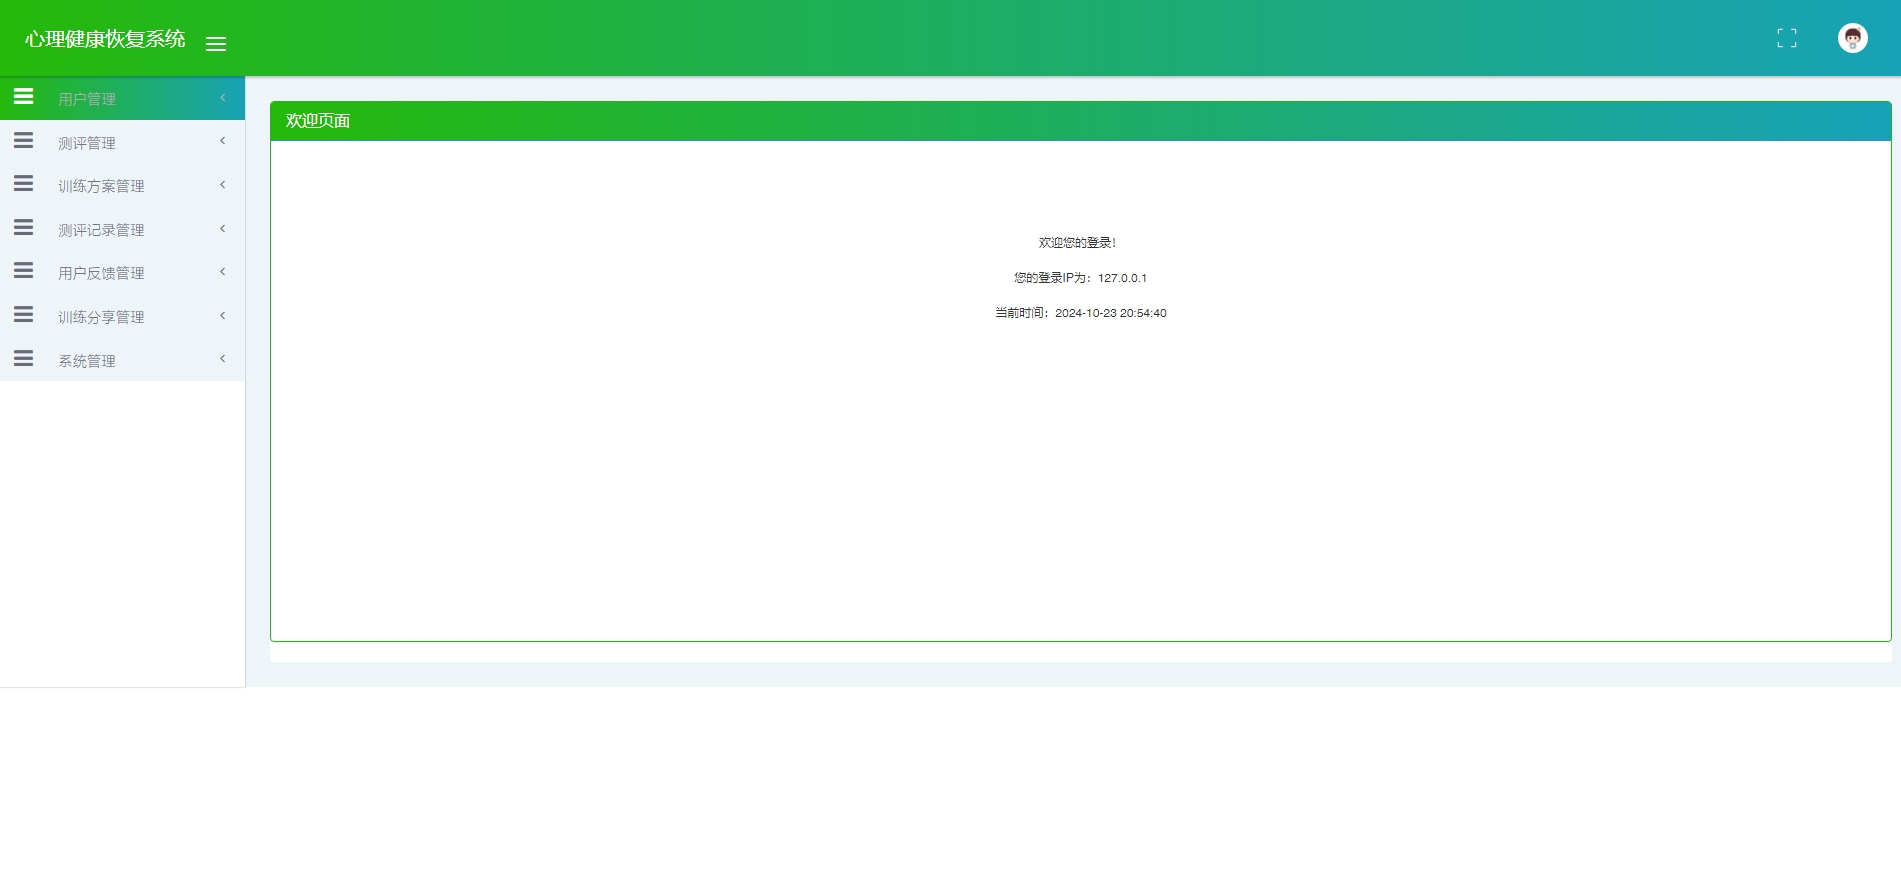 心理健康恢复系统
用户管理
测评管理
训练方案管理
测评记录管理
用户反馈管理
训练分享管理
系统管理
欢迎页面
欢迎您的登录!
您的登录IP为：127.0.0.1
当前时间：2024-10-23 20:54:40